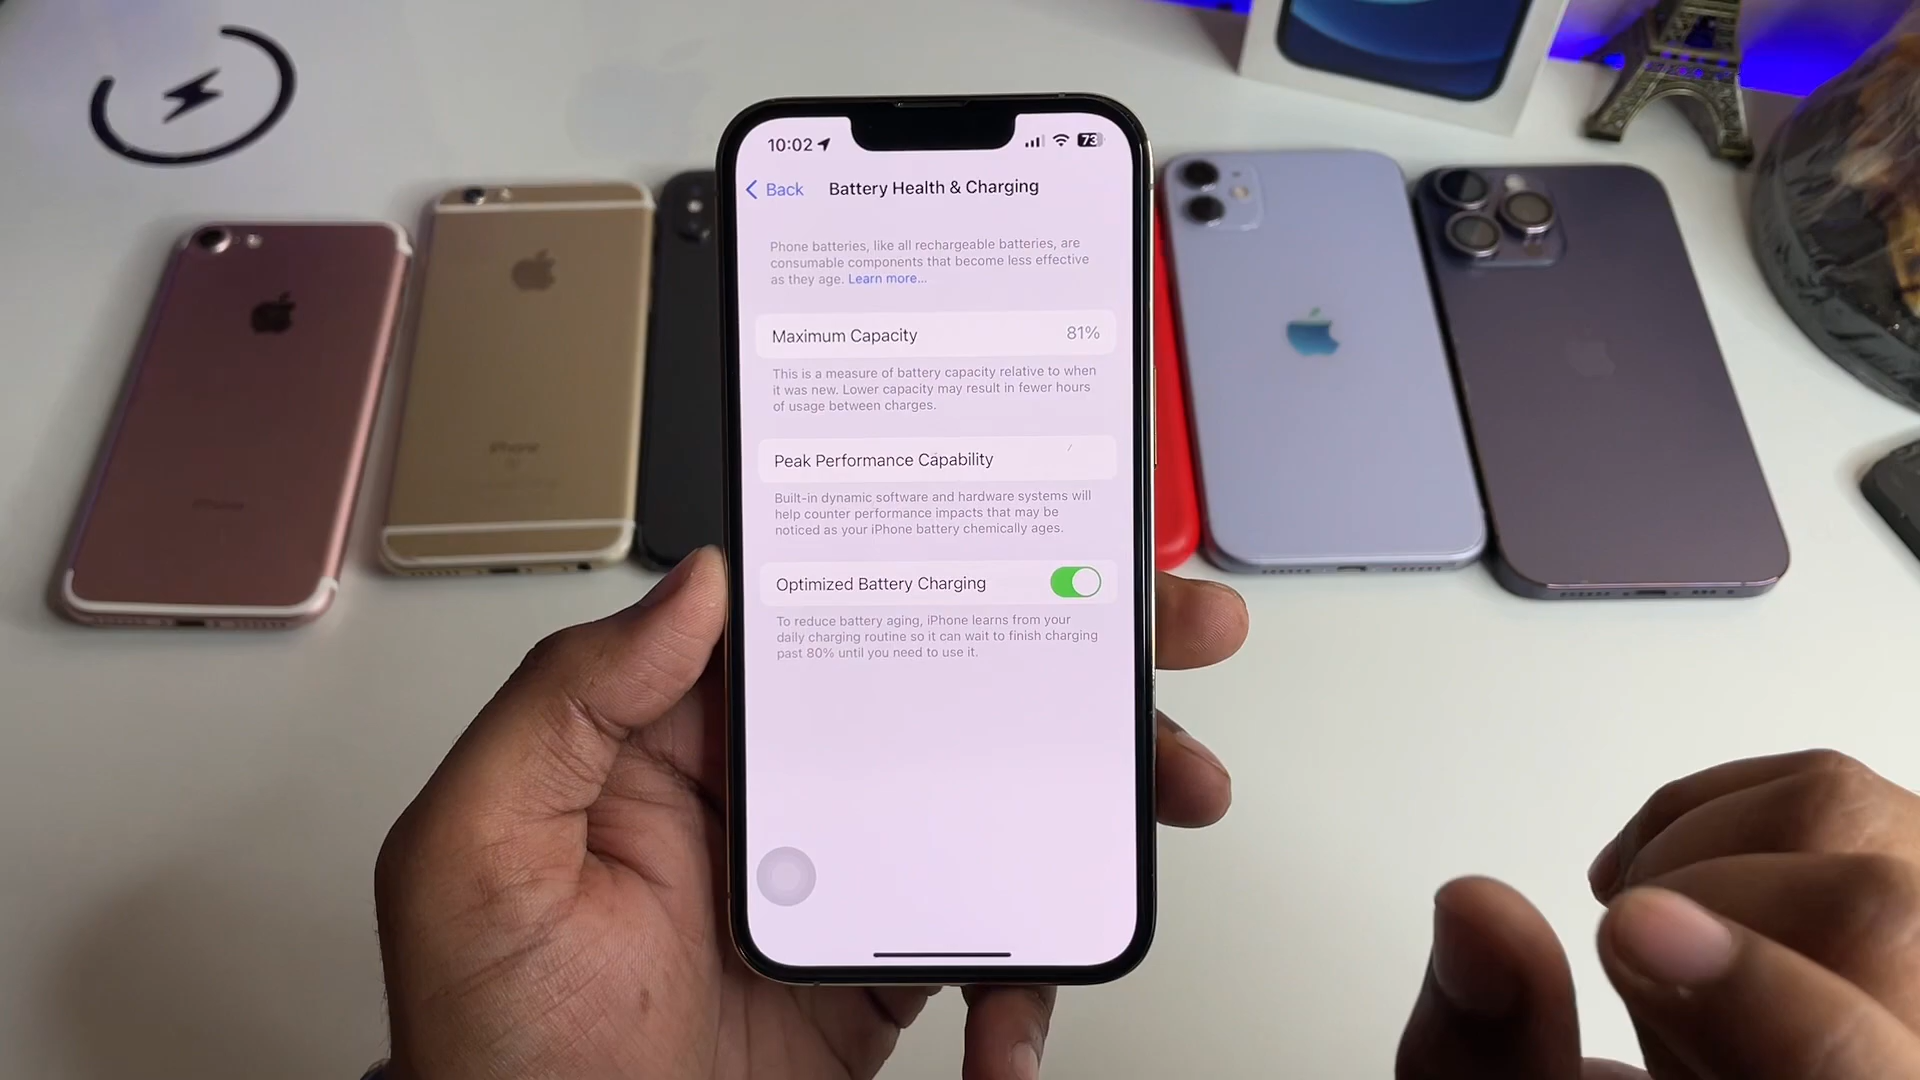 10:02
73
Back
Battery Health & Charging
Phone batteries, like all rechargeable batteries, are
consumable components that become less effective
as they age. Learn more...
Maximum Capacity 81%
This is a measure of battery capacity relative to when
it was new. Lower capacity may result in fewer hours
of usage between charges.
Peak Performance Capability
Built-in dynamic software and hardware systems will
help counter performance impacts that may be
noticed as your iPhone battery chemically ages.
Optimized Battery Charging
To reduce battery aging, iPhone learns from your
daily charging routine so it can wait to finish charging
past 80% until you need to use it.
iPhone
iPhone